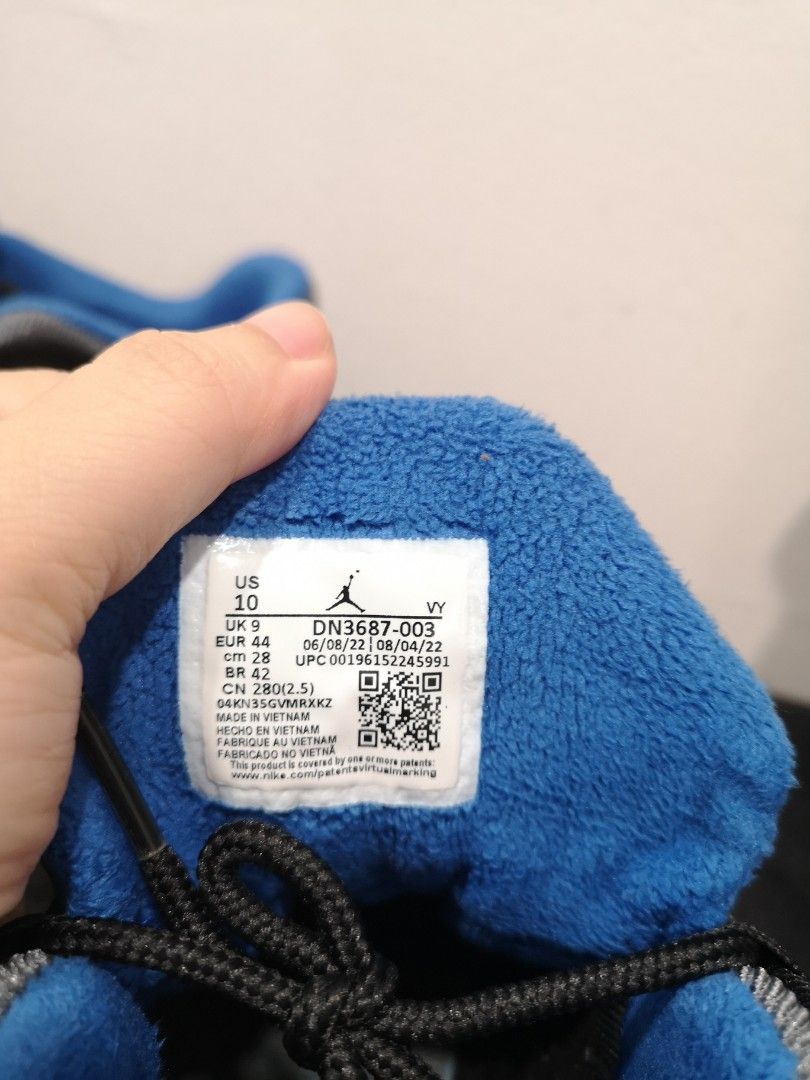 US
10 VY
UK 9 DN3687-003
EUR 44 06/08/22 | 08/04/22
cm 28 UPC 00196152245991
BR 42
CN 280(2.5)
04KN35GVMRXKZ
MADE IN VIETNAM
HECHO EN VIETNAM
FABRIQUE AU VIETNAM
FABRICADO NO VIETNÃ
This product is covered by one or more patents:
www.nike.com/patentsvirtualmarking